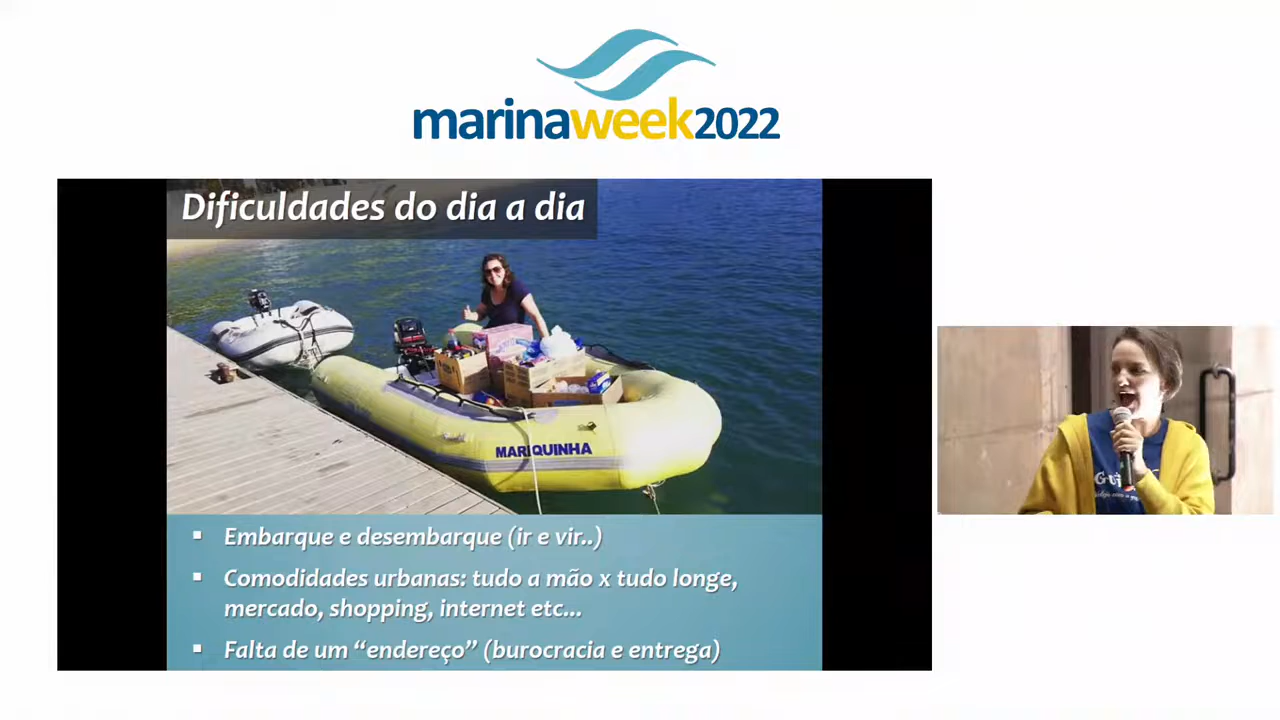 marinaweek2022
Dificuldades do dia a dia
MARIQUINHA
▪ Embarque e desembarque (ir e vir..)
▪ Comodidades urbanas: tudo a mão x tudo longe,
mercado, shopping, internet etc...
▪ Falta de um “endereço” (burocracia e entrega)